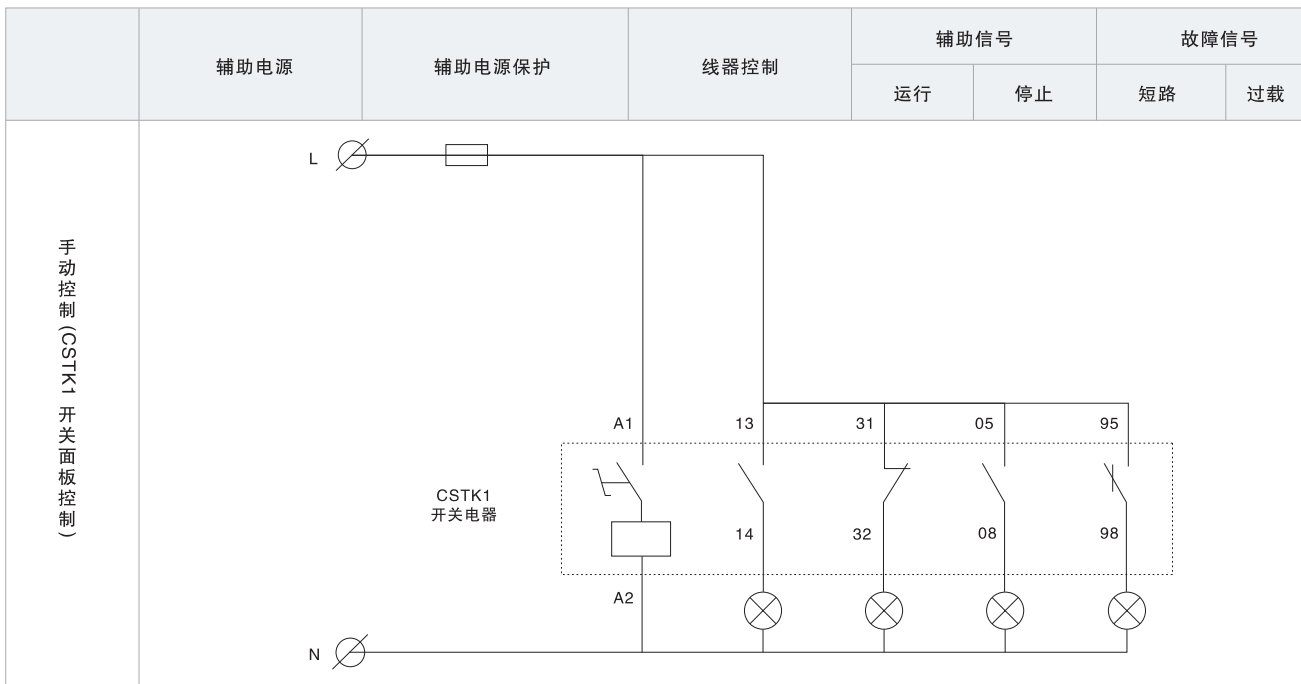 辅助电源
辅助电源保护
线器控制
辅助信号
故障信号
运行
停止
短路
过载
手动控制(CSTK1 开关面板控制)
L
A1
13
31
05
95
CSTK1
开关电器
14
32
08
98
A2
N